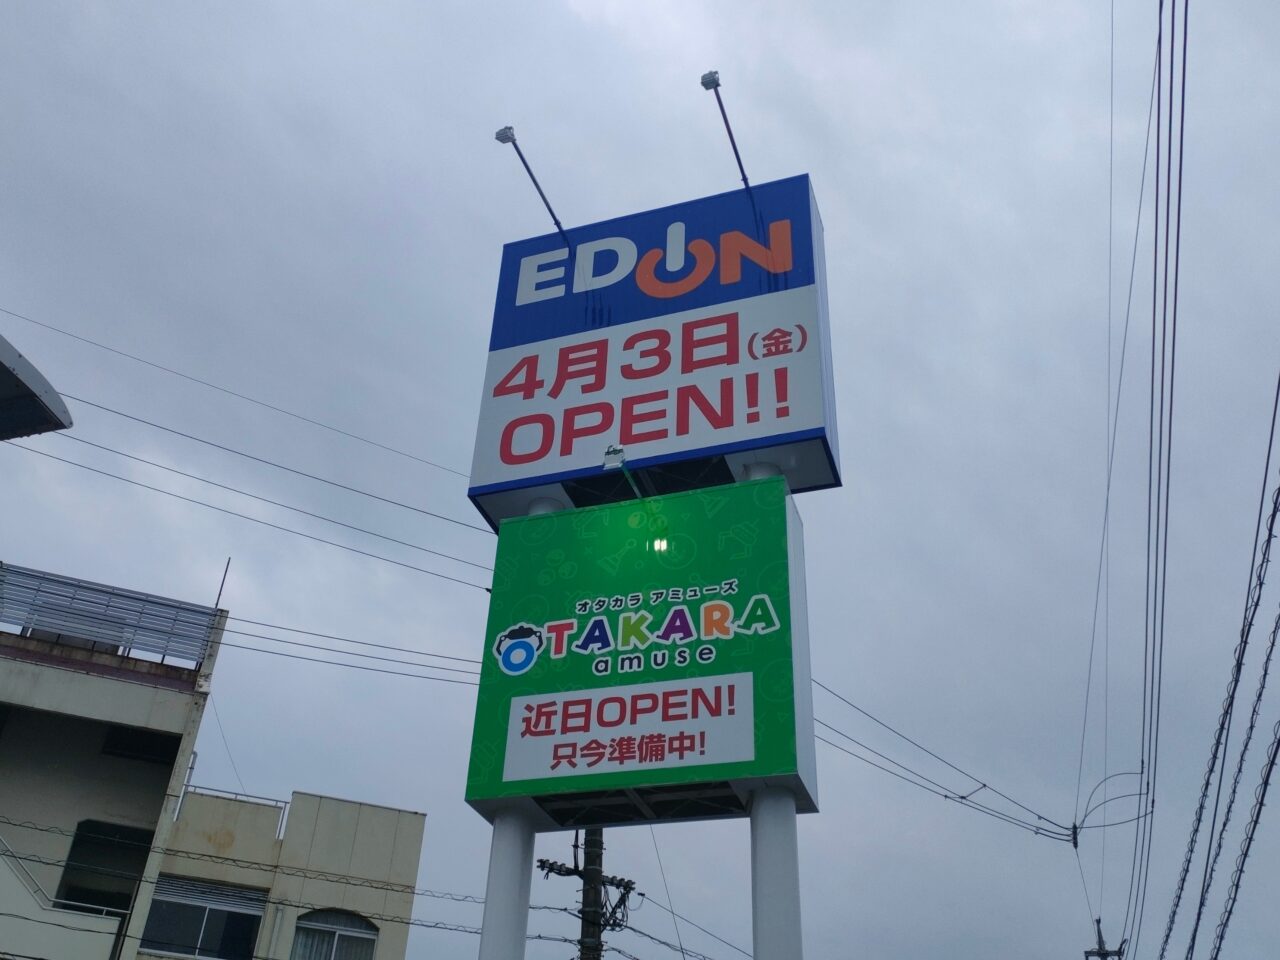 EDION
4月3日(金)
OPEN!!
オタカラ アミューズ
OTAKARA
amuse
近日OPEN!
只今準備中!